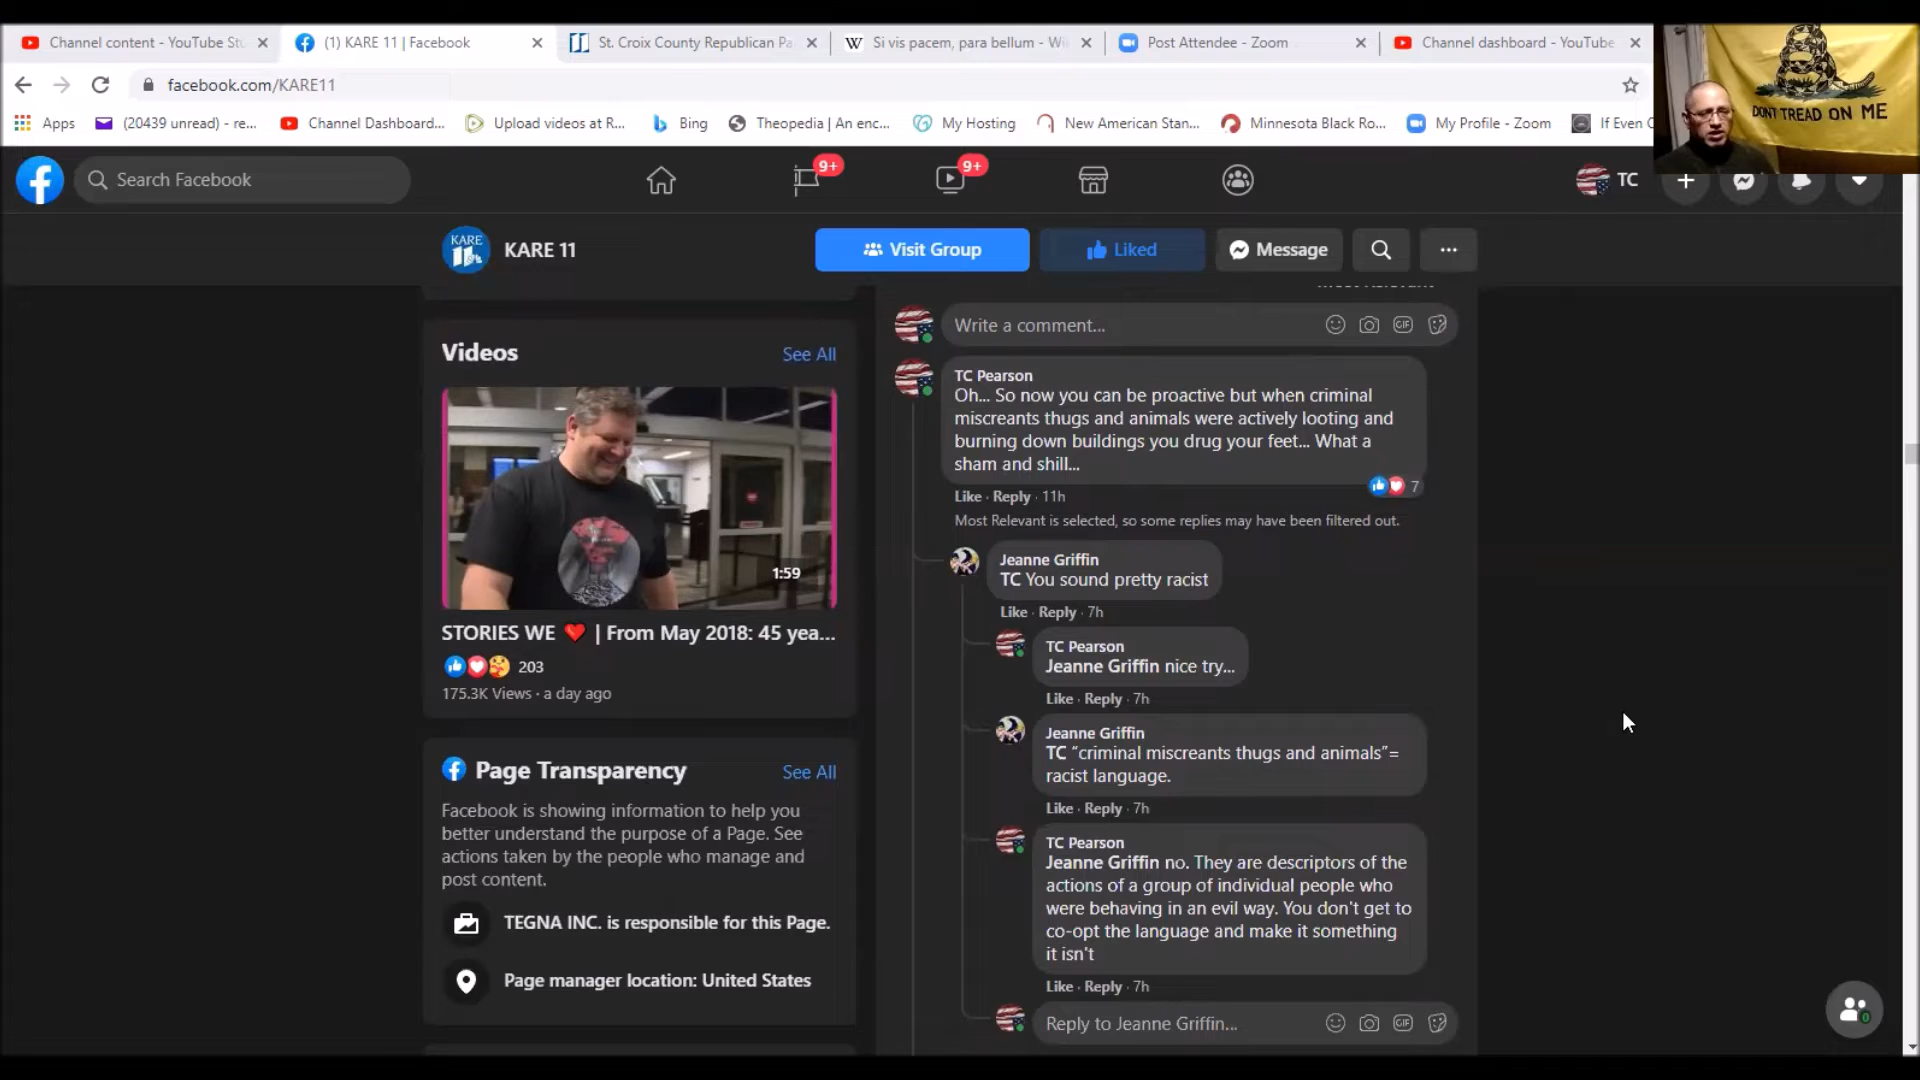 Channel content - YouTube Stu
(1) KARE 11 | Facebook
St. Croix County Republican Pa
Si vis pacem, para bellum - Wi
Post Attendee - Zoom
Channel dashboard - YouTube
facebook.com/KARE11
Apps
(20439 unread) - re...
Channel Dashboard...
Upload videos at R...
Bing
Theopedia | An enc...
My Hosting
New American Stan...
Minnesota Black Ro...
My Profile - Zoom
If Even
DONT TREAD ON ME
Search Facebook
9+
9+
TC
KARE 11
KARE 11
Visit Group
Liked
Message
Videos
See All
1:59
STORIES WE ❤ | From May 2018: 45 yea...
203
175.3K Views · a day ago
Page Transparency
See All
Facebook is showing information to help you
better understand the purpose of a Page. See
actions taken by the people who manage and
post content.
TEGNA INC. is responsible for this Page.
Page manager location: United States
Write a comment...
GIF
TC Pearson
Oh... So now you can be proactive but when criminal
miscreants thugs and animals were actively looting and
burning down buildings you drug your feet... What a
sham and shill...
7
Like · Reply · 11h
Most Relevant is selected, so some replies may have been filtered out.
Jeanne Griffin
TC You sound pretty racist
Like · Reply · 7h
TC Pearson
Jeanne Griffin nice try...
Like · Reply · 7h
Jeanne Griffin
TC “criminal miscreants thugs and animals”=
racist language.
Like · Reply · 7h
TC Pearson
Jeanne Griffin no. They are descriptors of the
actions of a group of individual people who
were behaving in an evil way. You don't get to
co-opt the language and make it something
it isn't
Like · Reply · 7h
Reply to Jeanne Griffin...
GIF
0